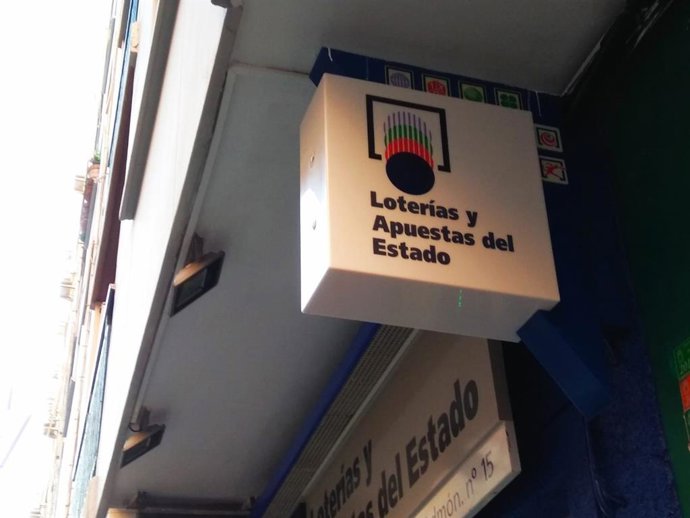 Loterías y
Apuestas del
Estado
Loterías y
del Estado
nº 15